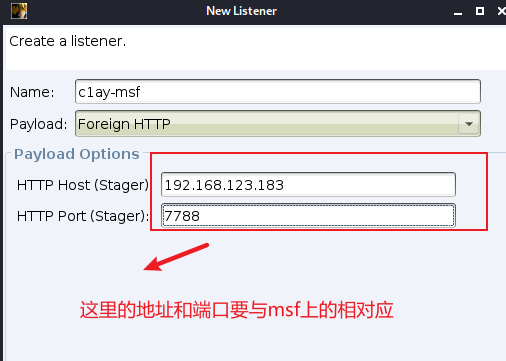 New Listener
Create a listener.
Name: c1ay-msf
Payload: Foreign HTTP
Payload Options
HTTP Host (Stager) 192.168.123.183
HTTP Port (Stager): 7788
这里的地址和端口要与msf上的相对应